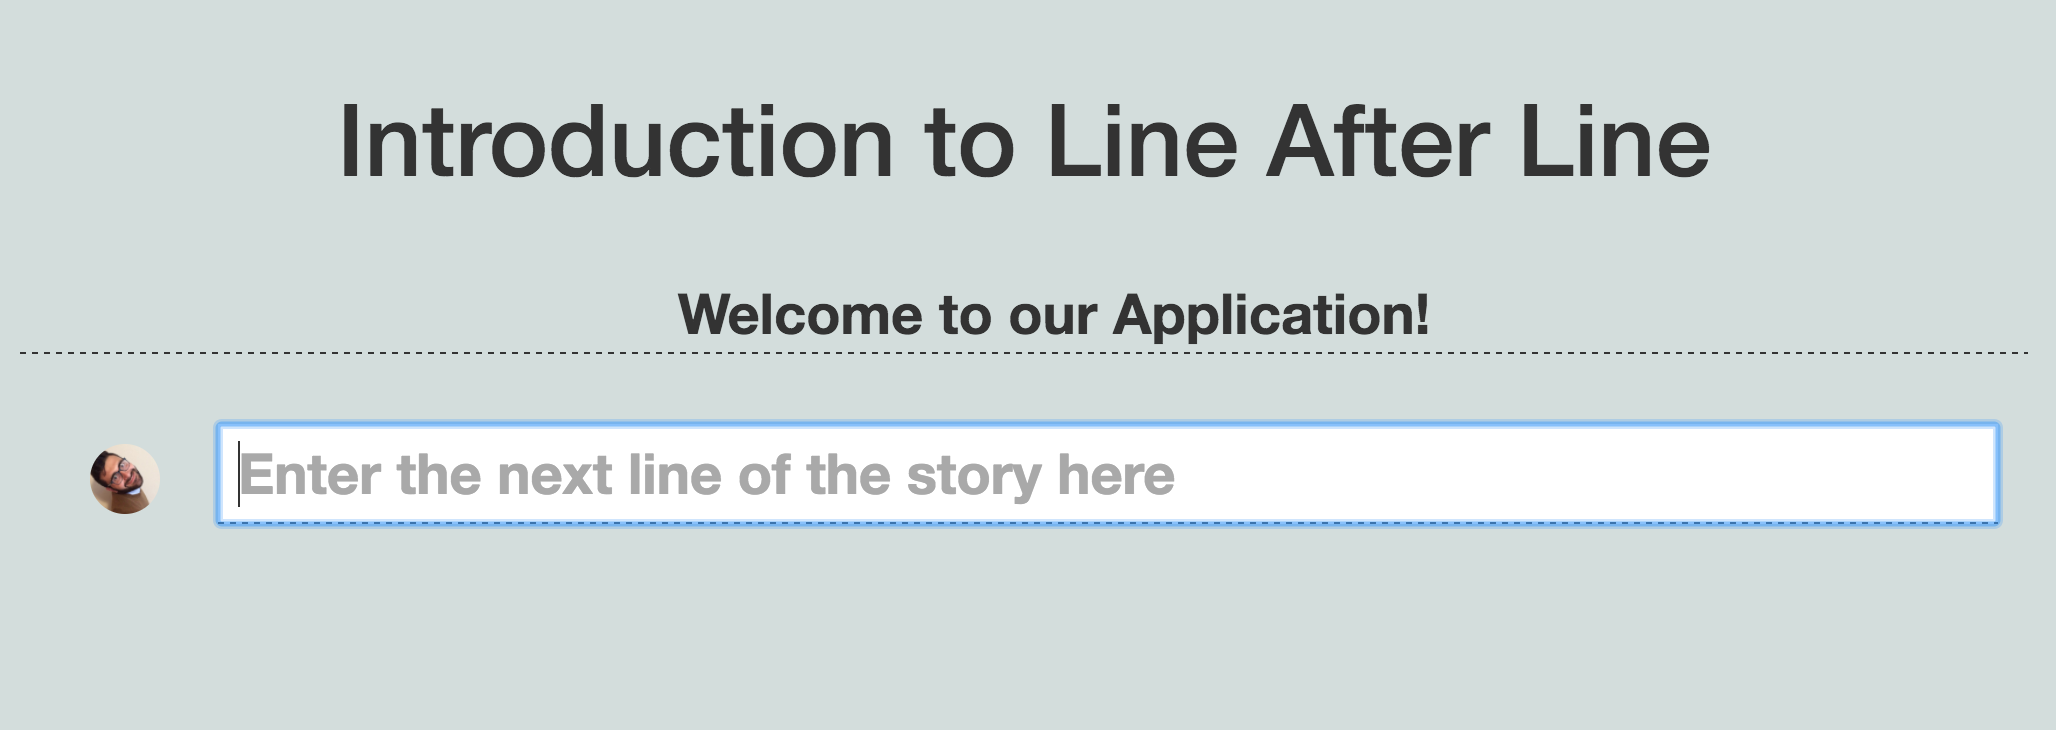 Introduction to Line After Line
Welcome to our Application!
Enter the next line of the story here